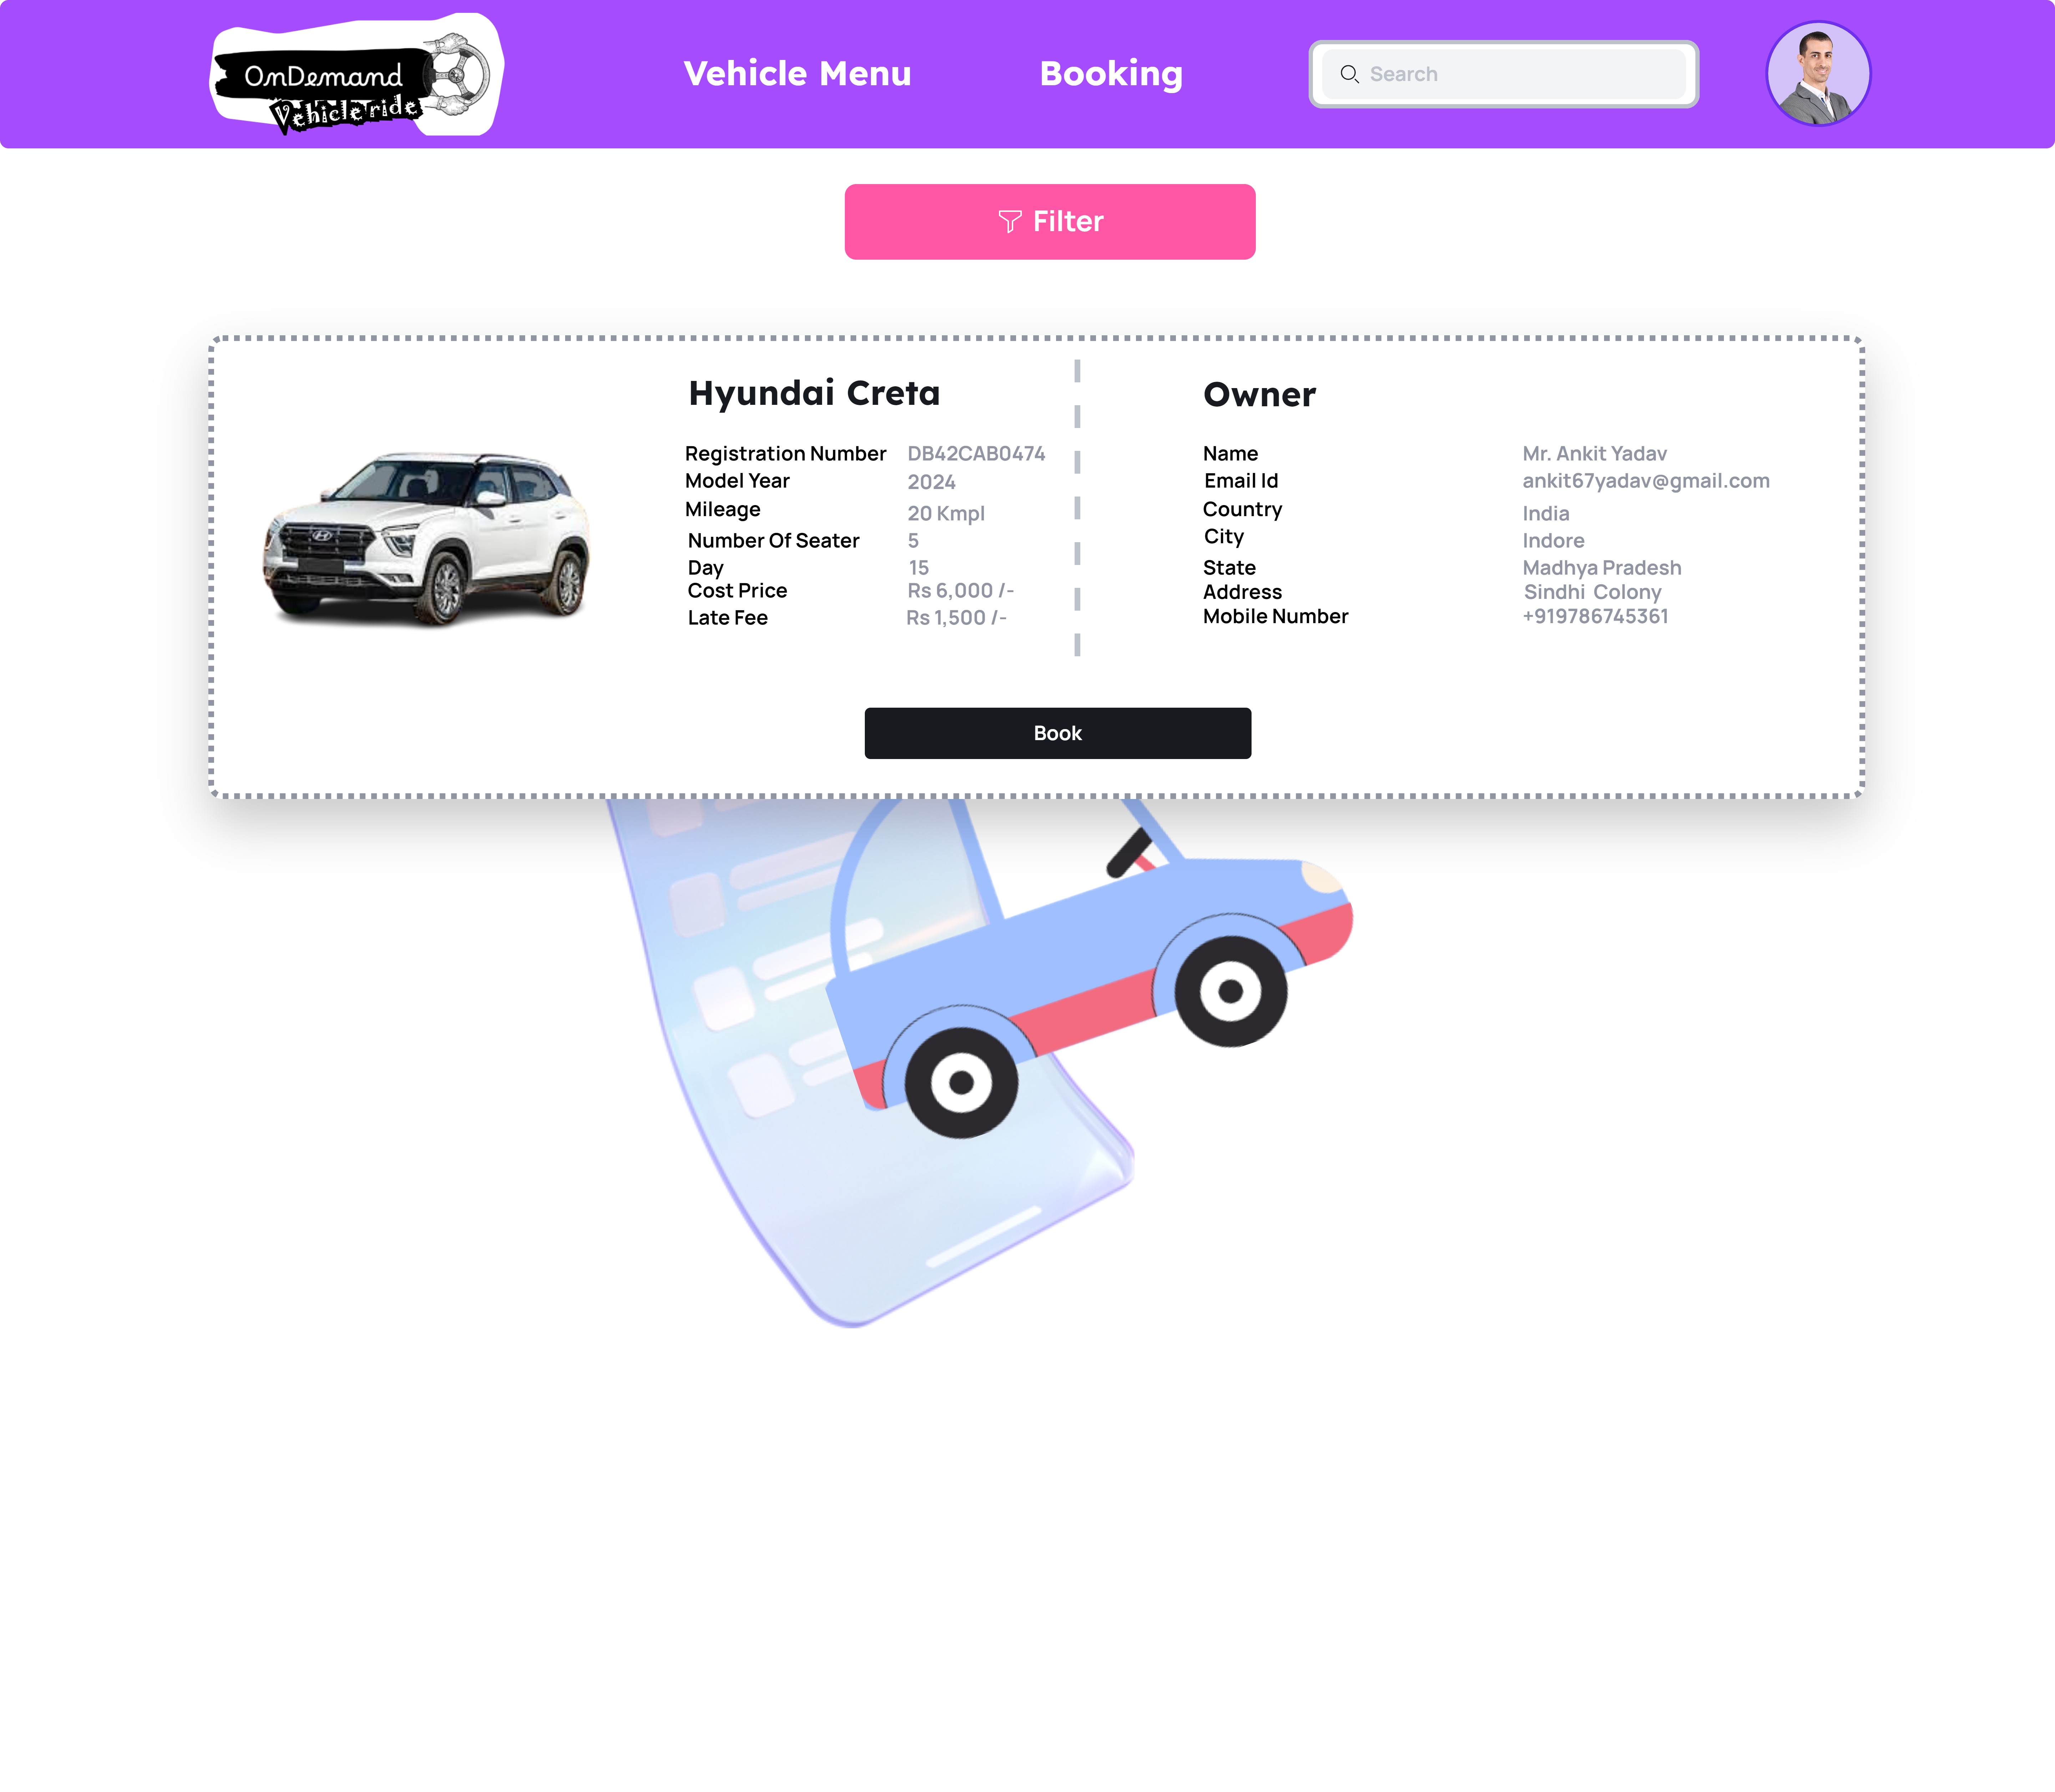 OnDemand
Vehicle ride
Vehicle Menu
Booking
Search
Filter
Hyundai Creta
Registration Number DB42CAB0474
Model Year 2024
Mileage 20 Kmpl
Number Of Seater 5
Day 15
Cost Price Rs 6,000 /-
Late Fee Rs 1,500 /-
Owner
Name Mr. Ankit Yadav
Email Id ankit67yadav@gmail.com
Country India
City Indore
State Madhya Pradesh
Address Sindhi Colony
Mobile Number +919786745361
Book